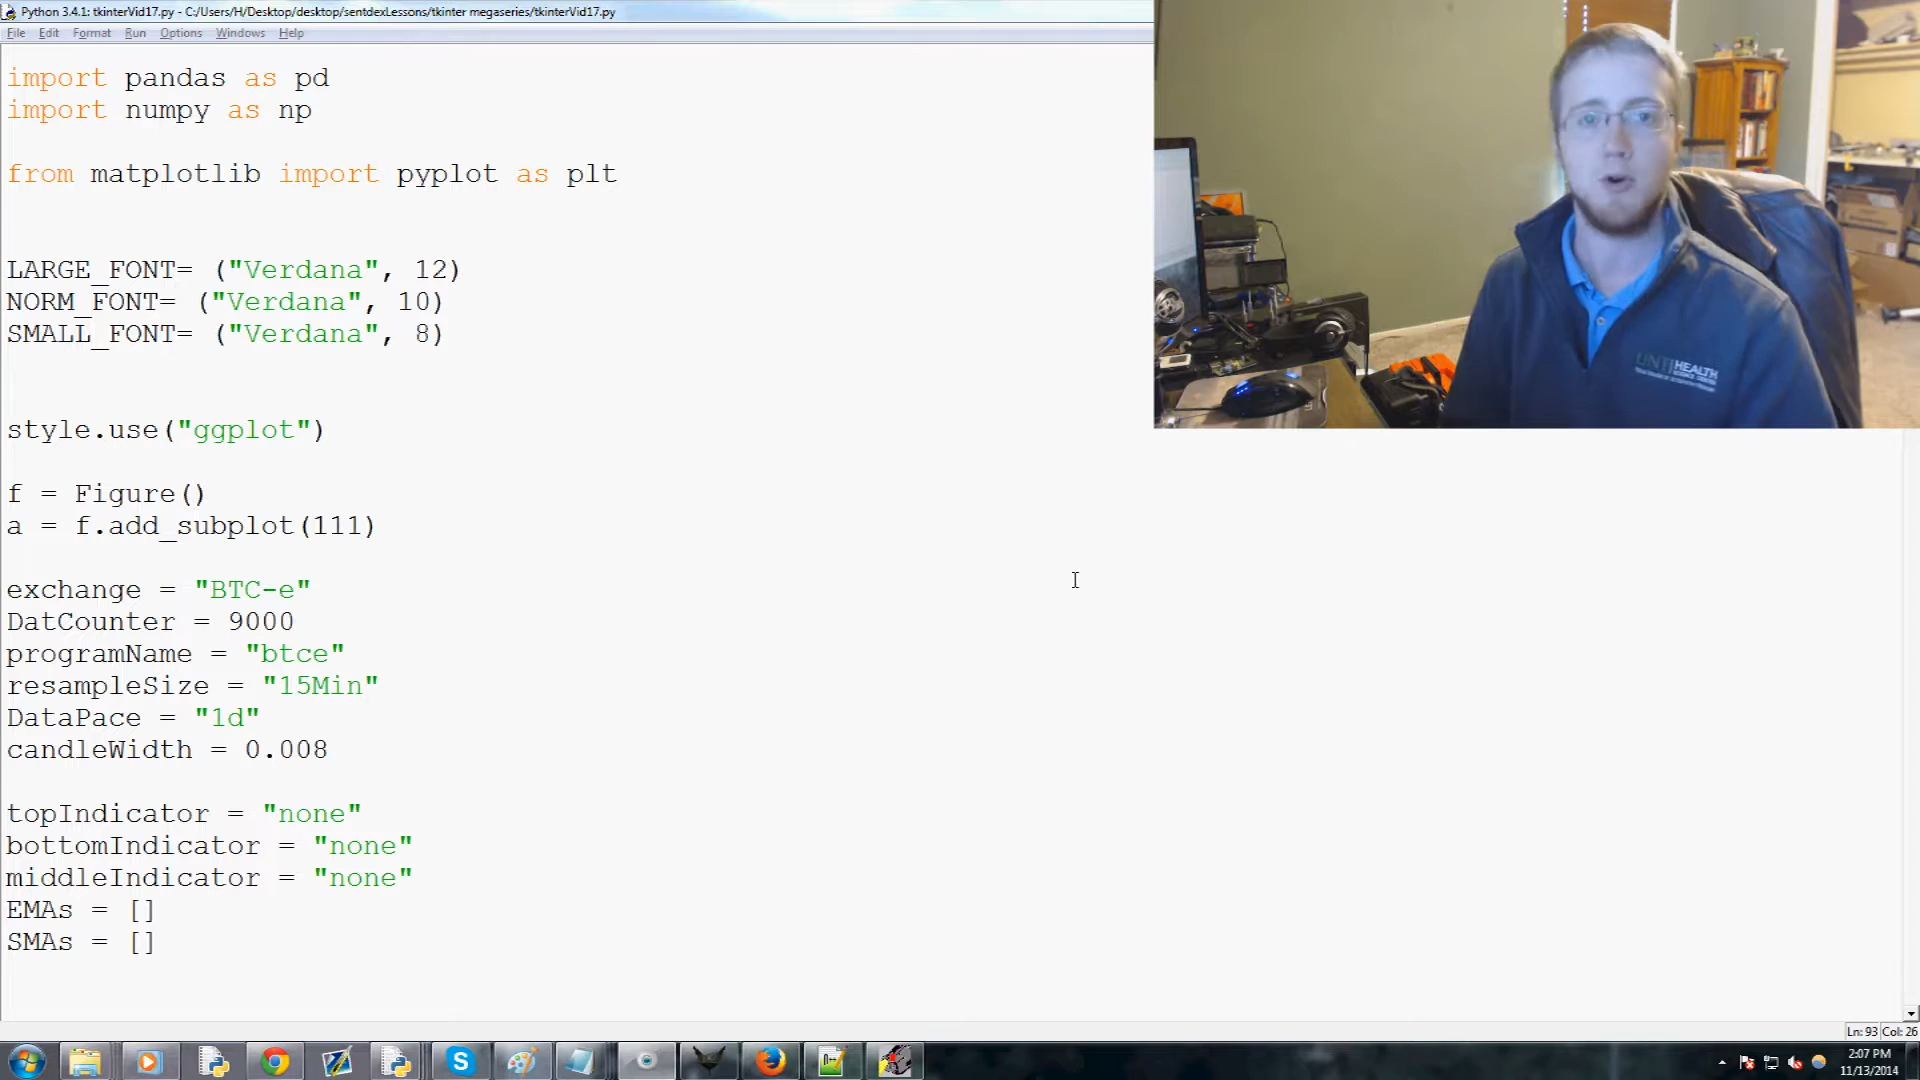 Python 3.4.1: tkinterVid17.py - C:/Users/H/Desktop/desktop/sentdexLessons/tkinter megaseries/tkinterVid17.py
File Edit Format Run Options Windows Help
import pandas as pd
import numpy as np
from matplotlib import pyplot as plt
LARGE_FONT= ("Verdana", 12)
NORM_FONT= ("Verdana", 10)
SMALL_FONT= ("Verdana", 8)
style.use("ggplot")
f = Figure()
a = f.add_subplot(111)
exchange = "BTC-e"
DatCounter = 9000
programName = "btce"
resampleSize = "15Min"
DataPace = "1d"
candleWidth = 0.008
topIndicator = "none"
bottomIndicator = "none"
middleIndicator = "none"
EMAs = []
SMAs = []
UNT HEALTH
Ln: 93 Col: 26
2:07 PM
11/13/2014